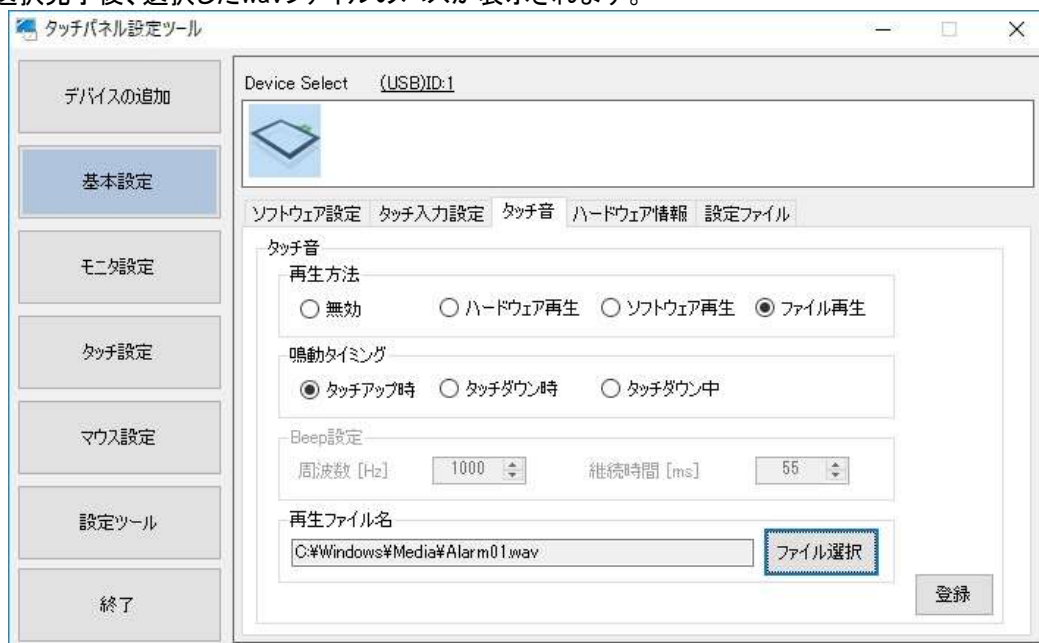 選択完了後、選択したwavファイルのパスが表示されます。
タッチパネル設定ツール
デバイスの追加
基本設定
モニタ設定
タッチ設定
マウス設定
設定ツール
終了
Device Select (USB)ID:1
ソフトウェア設定 タッチ入力設定 タッチ音 ハードウェア情報 設定ファイル
タッチ音
再生方法
無効 ハードウェア再生 ソフトウェア再生 ファイル再生
鳴動タイミング
タッチアップ時 タッチダウン時 タッチダウン中
Beep設定
周波数 [Hz] 1000 継続時間 [ms] 55
再生ファイル名
C:¥Windows¥Media¥Alarm01.wav ファイル選択
登録